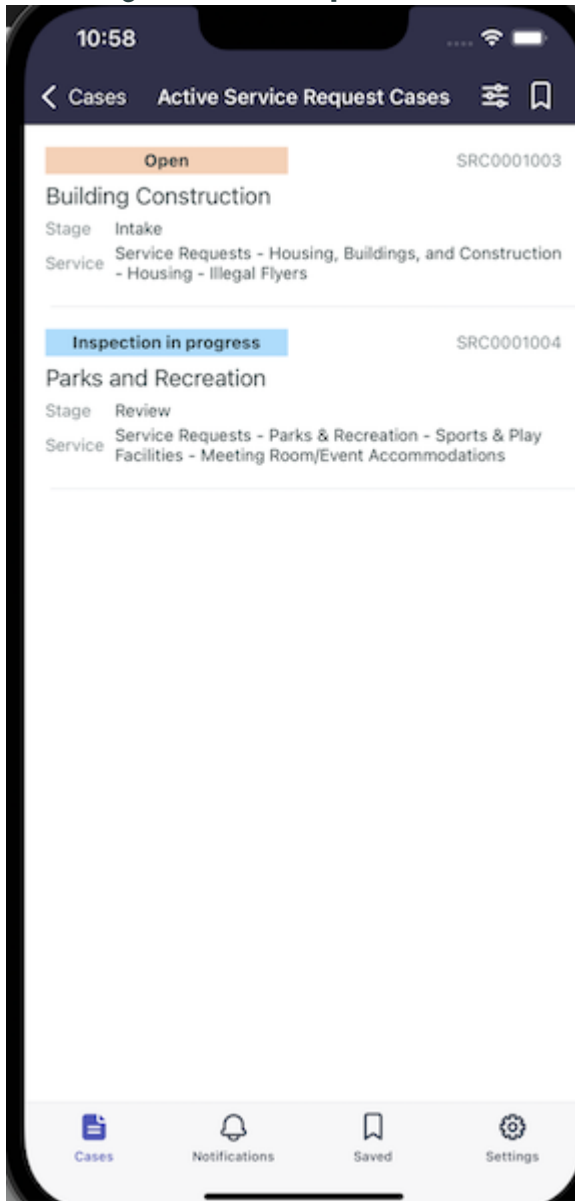 10:58
Cases Active Service Request Cases
Open SRC0001003
Building Construction
Stage Intake
Service Service Requests - Housing, Buildings, and Construction
- Housing - Illegal Flyers
Inspection in progress SRC0001004
Parks and Recreation
Stage Review
Service Service Requests - Parks & Recreation - Sports & Play
Facilities - Meeting Room/Event Accommodations
Cases Notifications Saved Settings